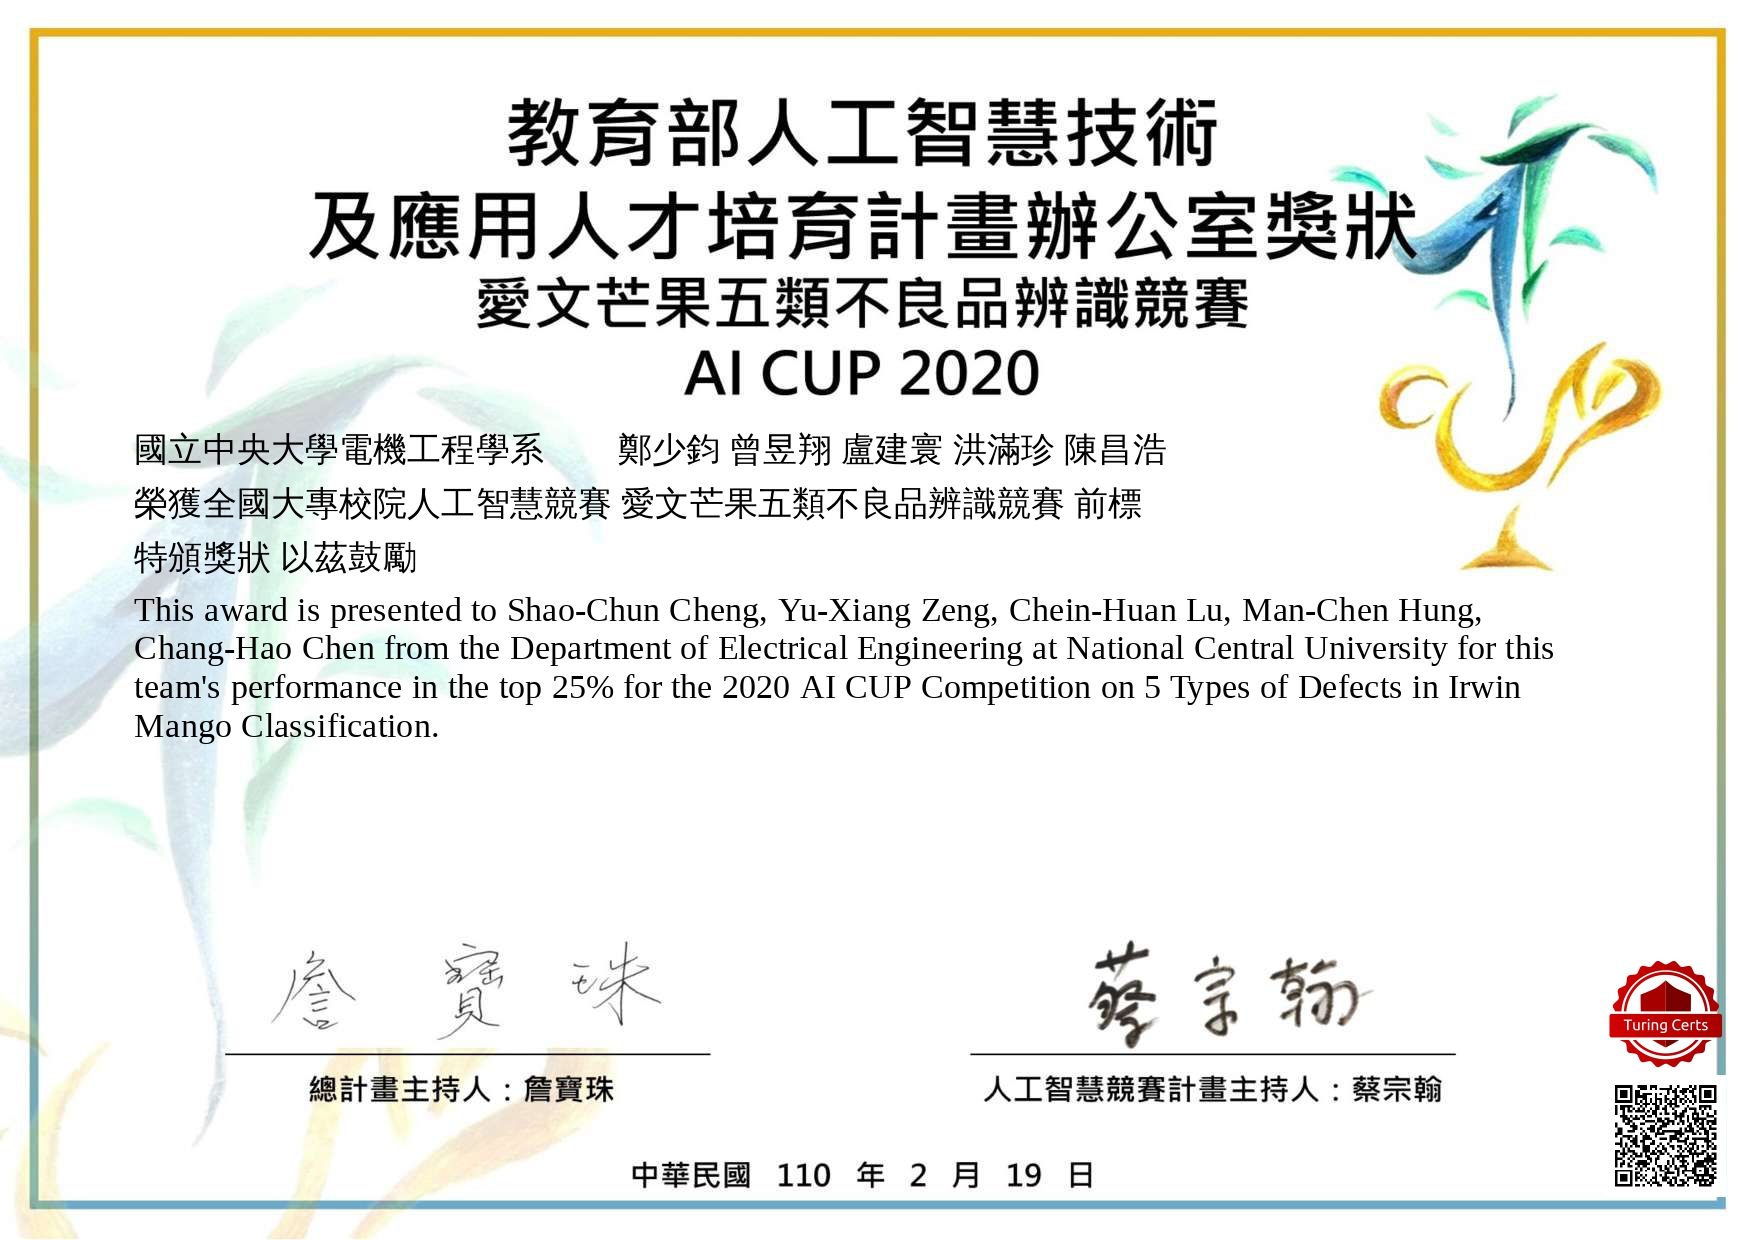 教育部人工智慧技術
及應用人才培育計畫辦公室獎狀
愛文芒果五類不良品辨識競賽
AI CUP 2020
國立中央大學電機工程學系 鄭少鈞 曾昱翔 盧建寰 洪滿珍 陳昌浩
榮獲全國大專校院人工智慧競賽 愛文芒果五類不良品辨識競賽 前標
特頒獎狀 以茲鼓勵
This award is presented to Shao-Chun Cheng, Yu-Xiang Zeng, Chein-Huan Lu, Man-Chen Hung,
Chang-Hao Chen from the Department of Electrical Engineering at National Central University for this
team's performance in the top 25% for the 2020 AI CUP Competition on 5 Types of Defects in Irwin
Mango Classification.
詹寶珠
蔡宗翰
Turing Certs
總計畫主持人：詹寶珠
人工智慧競賽計畫主持人：蔡宗翰
中華民國 110 年 2 月 19 日